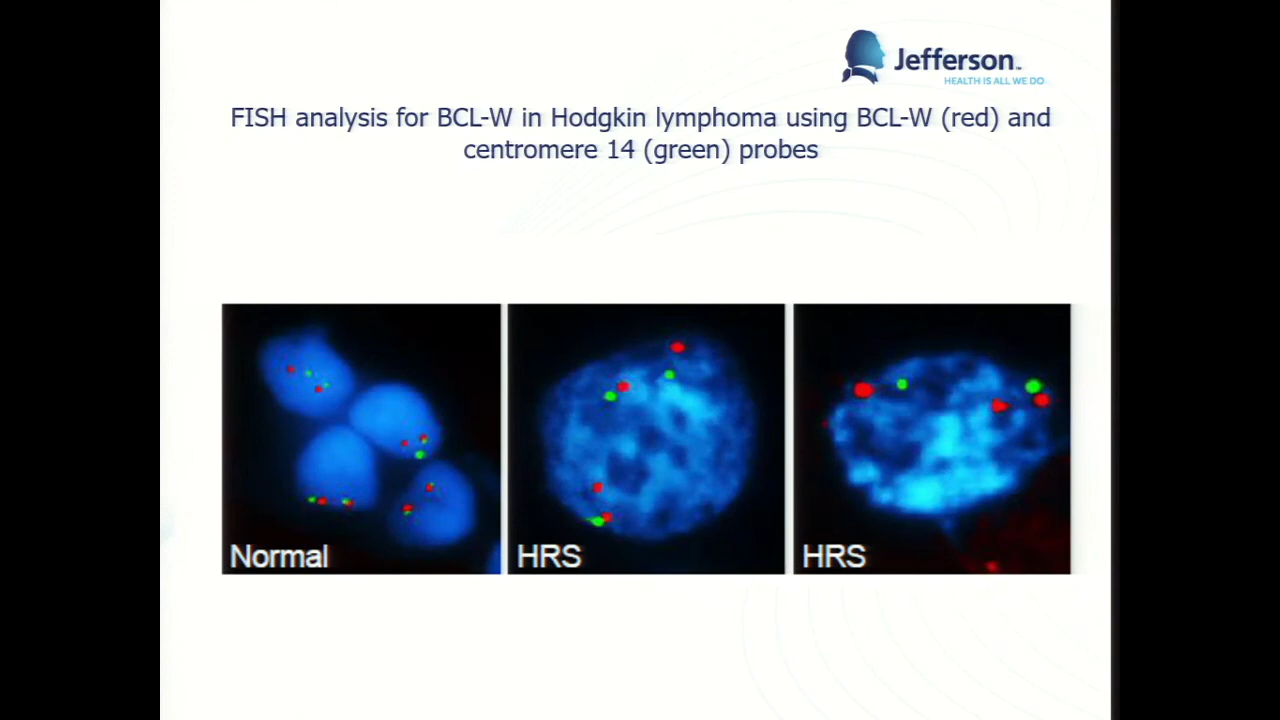 Jefferson™
HEALTH IS ALL WE DO
FISH analysis for BCL-W in Hodgkin lymphoma using BCL-W (red) and
centromere 14 (green) probes
Normal
HRS
HRS